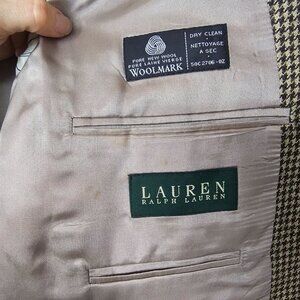 PURE NEW WOOL
PURE LAINE VIERGE
WOOLMARK
DRY CLEAN
NETTOYAGE
A SEC
LAUREN
RALPH LAUREN